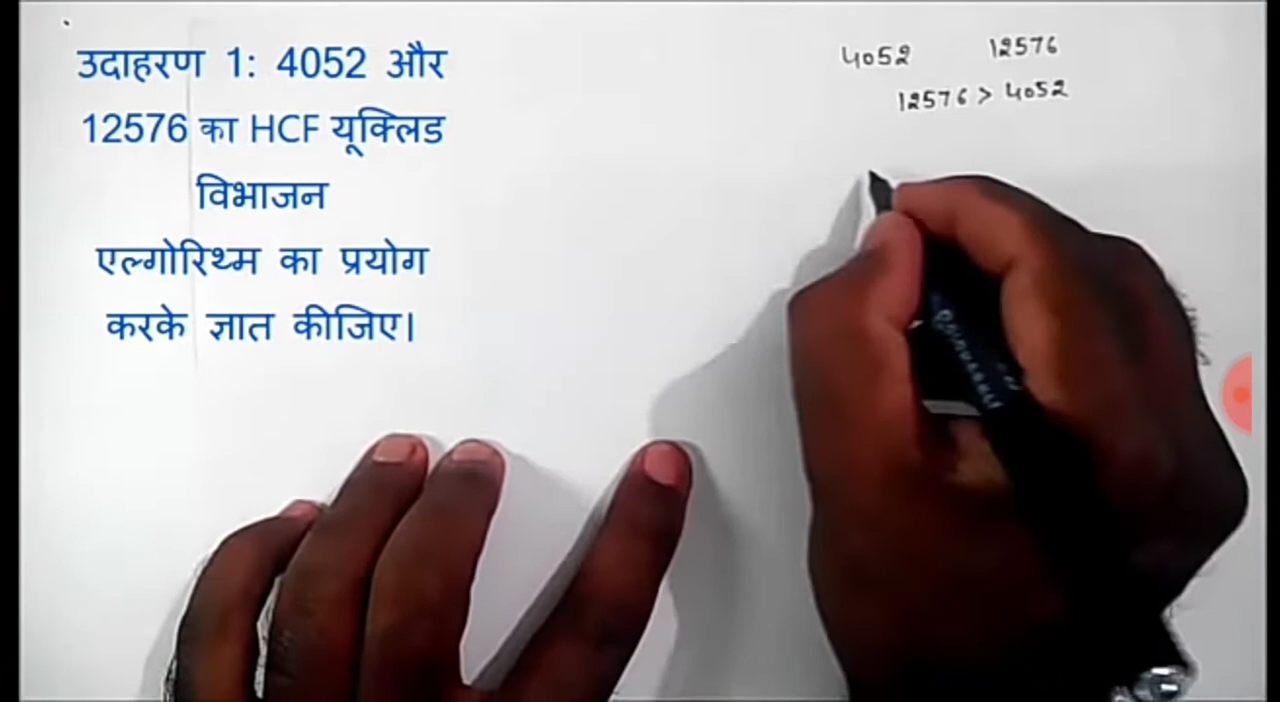 उदाहरण 1: 4052 और
12576 का HCF यूक्लिड
विभाजन
एल्गोरिथ्म का प्रयोग
करके ज्ञात कीजिए।
4052 12576
12576 > 4052